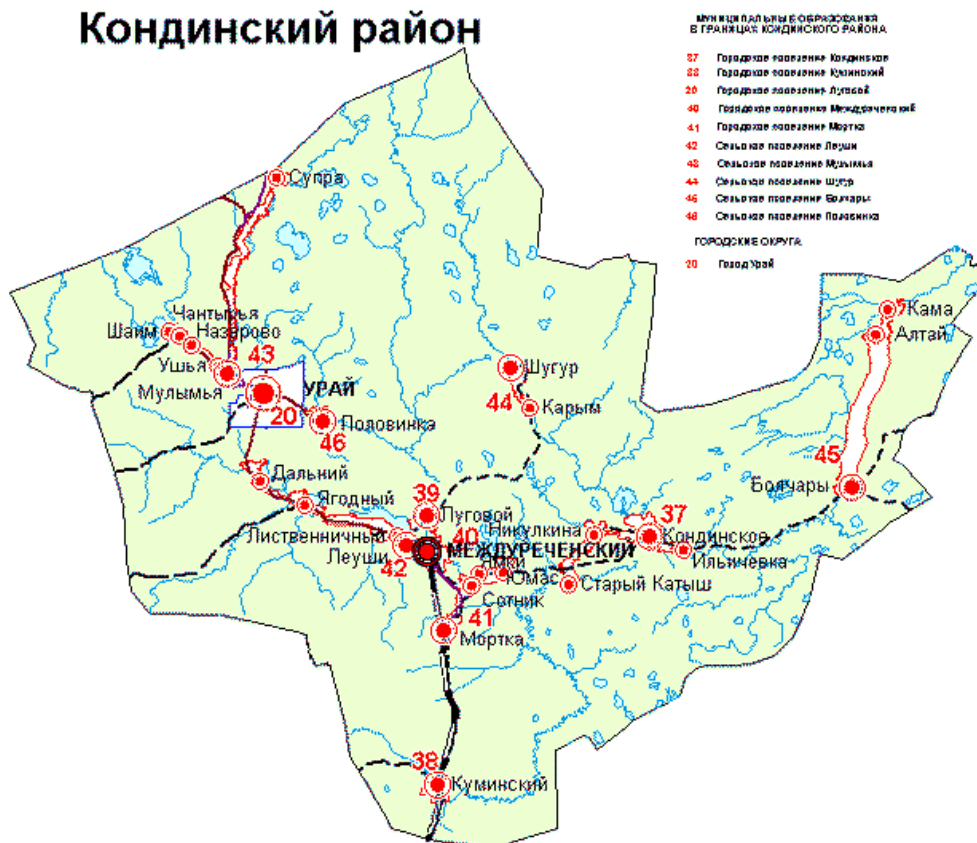 Кондинский район
МУНИЦИПАЛЬНЫЕ ОБРАЗОВАНИЯ
В ГРАНИЦАХ КОНДИНСКОГО РАЙОНА
37 Городское поселение Кондинское
38 Городское поселение Куминский
29 Городское поселение Луговой
40 Городское поселение Междуреченский
41 Городское поселение Мортка
42 Сельское поселение Леуши
43 Сельское поселение Мулымья
44 Сельское поселение Шугур
45 Сельское поселение Болчары
46 Сельское поселение Половинка
ГОРОДСКИЕ ОКРУГА
20 Город Урай
Супра
Чантырья
Шаим
Назарово
Ушья
43
Мулымья
УРАЙ
20
Половинка
46
Шугур
44
Карым
Кама
Алтай
45
Болчары
Дальний
Ягодный
39
Луговой
Лиственничный
Леуши
42
40
МЕЖДУРЕЧЕНСКИЙ
Никулкина
37
Кондинское
Ильичевка
Ямки
Юмас
Сотник
Старый Катыш
41
Мортка
38
Куминский